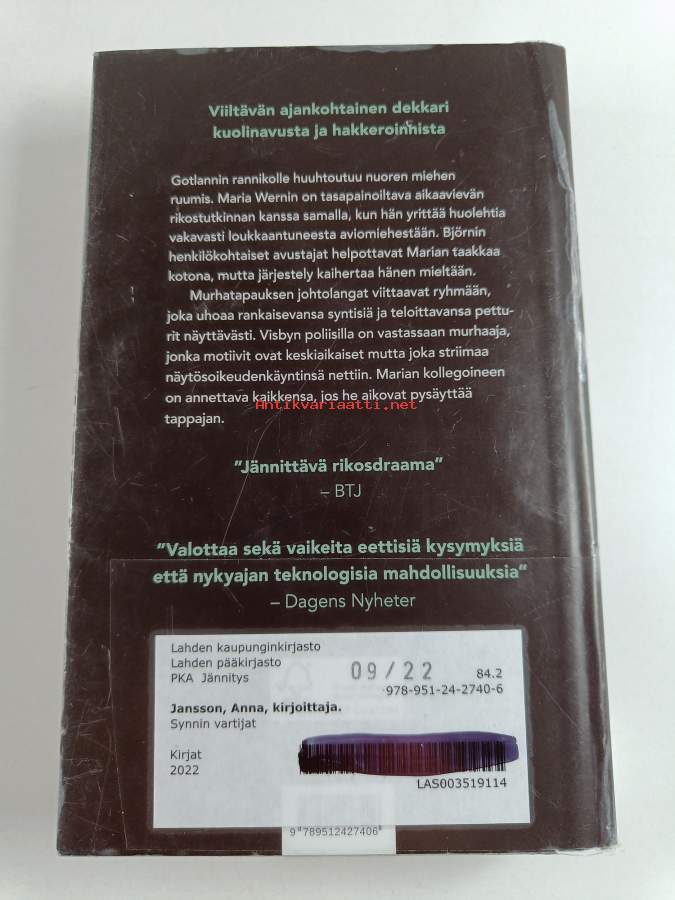 Viiltävän ajankohtainen dekkari
kuolinavusta ja hakkeroinnista
Gotlannin rannikolle huuhtoutuu nuoren miehen
ruumis. Maria Wernin on tasapainoiltava aikaavievän
rikostutkinnan kanssa samalla, kun hän yrittää huolehtia
vakavasti loukkaantuneesta aviomiehestään. Björnin
henkilökohtaiset avustajat helpottavat Marian taakkaa
kotona, mutta järjestely kaihertaa hänen mieltään.
Murhatapauksen johtolangat viittaavat ryhmään,
joka uhoaa rankaisevansa syntisiä ja teloittavansa pettu-
rit näyttävästi. Visbyn poliisilla on vastassaan murhaaja,
jonka motiivit ovat keskiaikaiset mutta joka striimaa
näytösoikeudenkäyntinsä nettiin. Marian kollegoineen
on annettava kaikkensa, jos he aikovat pysäyttää
Antikvariaatti.net
tappajan.
"Jännittävä rikosdraama"
– BTJ
"Valottaa sekä vaikeita eettisiä kysymyksiä
että nykyajan teknologisia mahdollisuuksia"
– Dagens Nyheter
Lahden kaupunginkirjasto
Lahden pääkirjasto
PKA Jännitys
09/22
84.2
978-951-24-2740-6
Jansson, Anna, kirjoittaja.
Synnin vartijat
Kirjat
2022
LAS003519114
9 789512427406